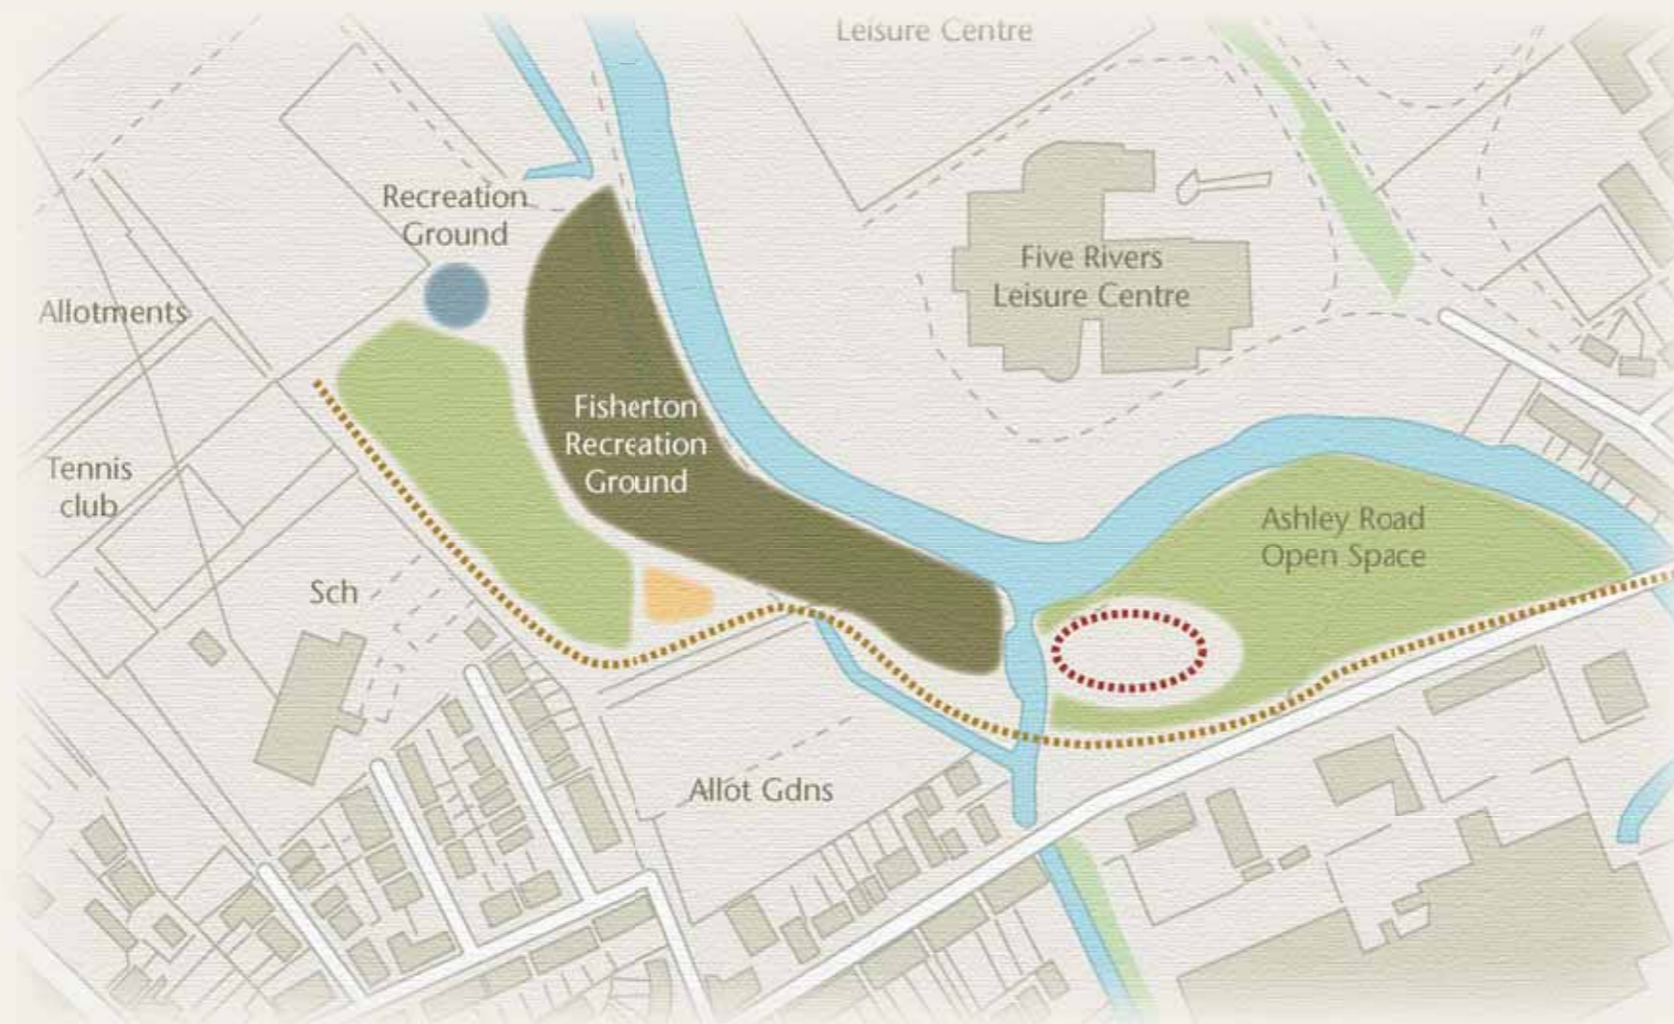 Leisure Centre
Recreation
Ground
Five Rivers
Leisure Centre
Allotments
Fisherton
Recreation
Ground
Tennis
club
Ashley Road
Open Space
Sch
Allot Gdns